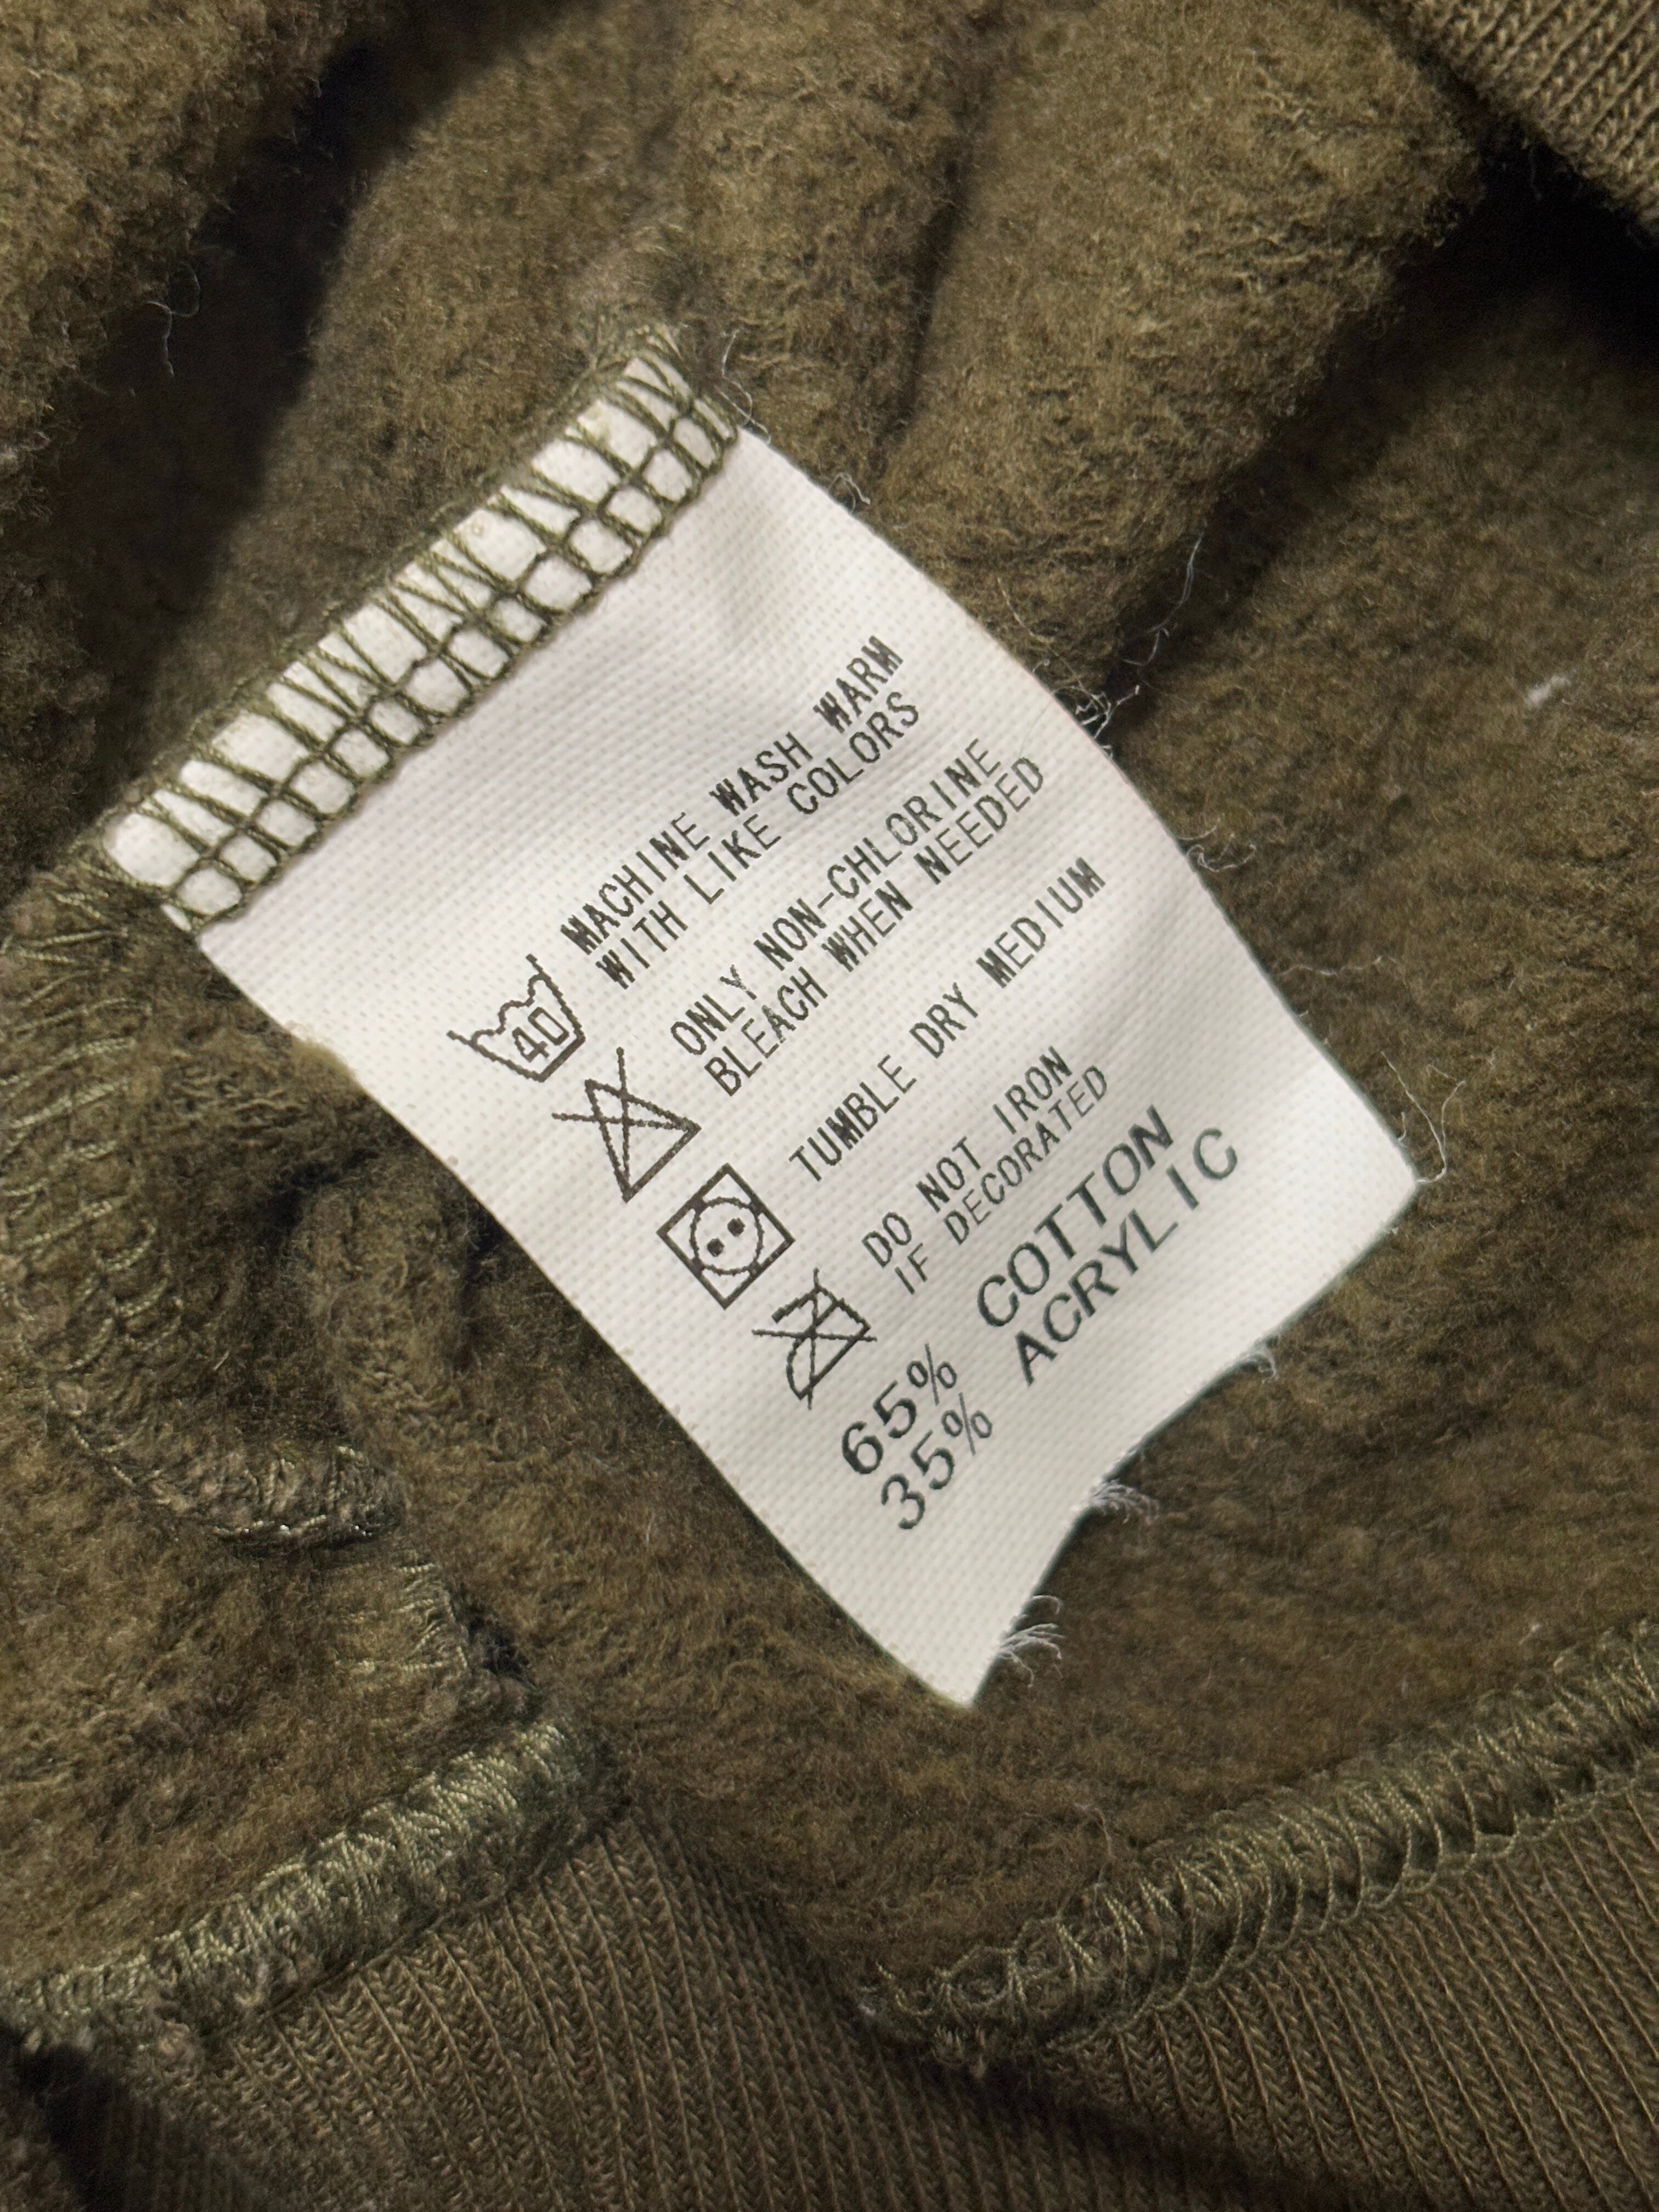 MACHINE WASH WARM
WITH LIKE COLORS
40
ONLY NON-CHLORINE
BLEACH WHEN NEEDED
TUMBLE DRY MEDIUM
DO NOT IRON
IF DECORATED
65% COTTON
35% ACRYLIC